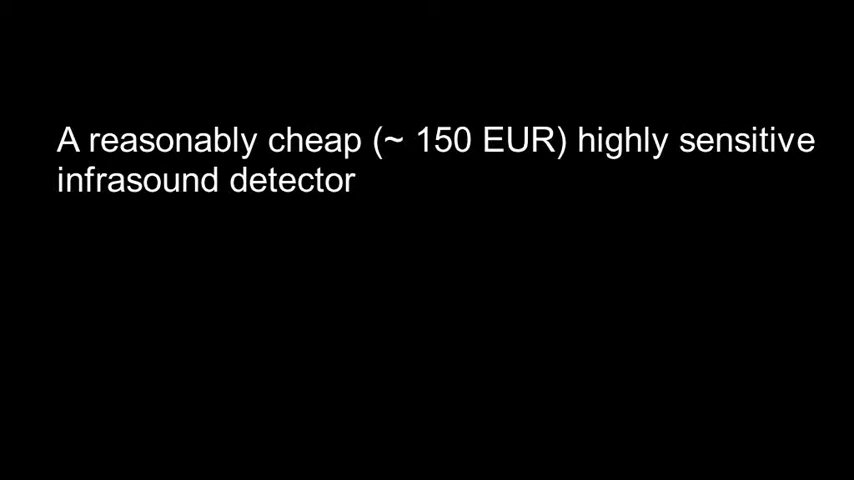 A reasonably cheap (~ 150 EUR) highly sensitive
infrasound detector